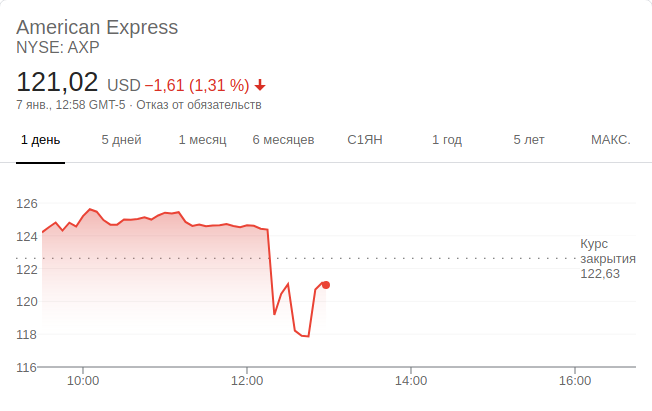 American Express
NYSE: AXP
121,02 USD −1,61 (1,31 %)
7 янв., 12:58 GMT-5 · Отказ от обязательств
1 день 5 дней 1 месяц 6 месяцев С1ЯН 1 год 5 лет МАКС.
126
124
Курс
закрытия
122,63
122
120
118
116
10:00 12:00 14:00 16:00